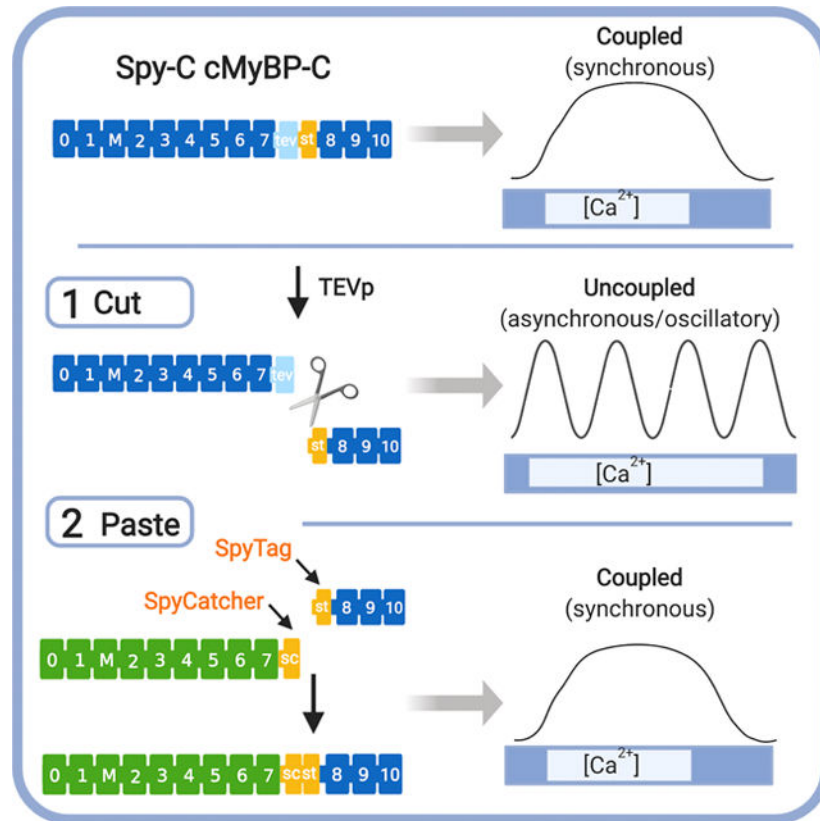 Spy-C cMyBP-C
Coupled
(synchronous)
0 1 M 2 3 4 5 6 7 tev st 8 9 10
[Ca²⁺]
1 Cut
TEVp
Uncoupled
(asynchronous/oscillatory)
0 1 M 2 3 4 5 6 7 tev
st 8 9 10
[Ca²⁺]
2 Paste
SpyTag
SpyCatcher
st 8 9 10
0 1 M 2 3 4 5 6 7 sc
Coupled
(synchronous)
0 1 M 2 3 4 5 6 7 sc st 8 9 10
[Ca²⁺]